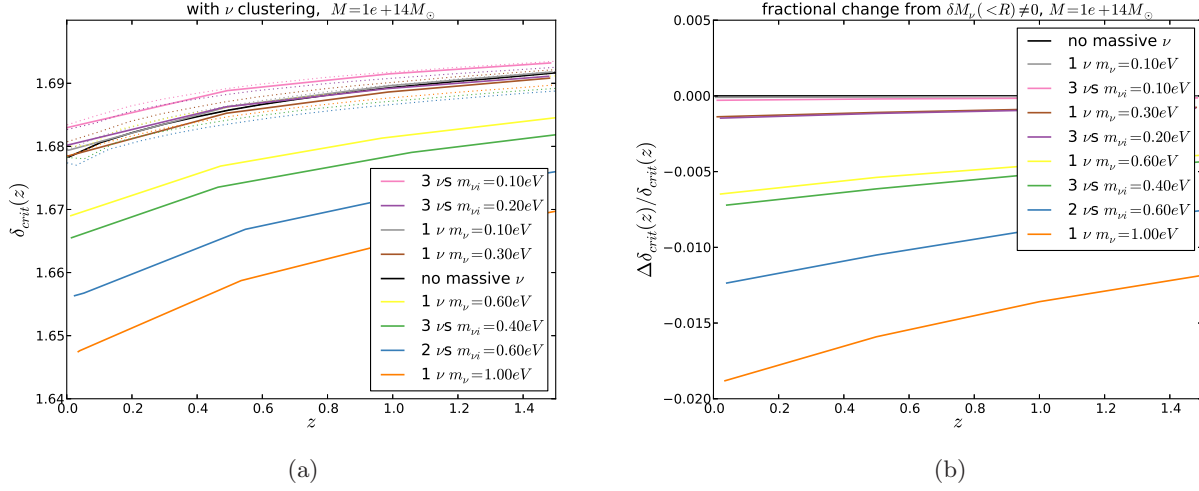 with ν clustering, M=1e+14M⊙
δcrit(z)
1.69
1.68
1.67
1.66
1.65
1.64
0.0 0.2 0.4 0.6 0.8 1.0 1.2 1.4
z
3 νs mνi=0.10eV
3 νs mνi=0.20eV
1 ν mν=0.10eV
1 ν mν=0.30eV
no massive ν
1 ν mν=0.60eV
3 νs mνi=0.40eV
2 νs mνi=0.60eV
1 ν mν=1.00eV
(a)
fractional change from δMν(<R)≠0, M=1e+14M⊙
Δδcrit(z)/δcrit(z)
0.005
0.000
−0.005
−0.010
−0.015
−0.020
0.0 0.2 0.4 0.6 0.8 1.0 1.2 1.4
z
no massive ν
1 ν mν=0.10eV
3 νs mνi=0.10eV
1 ν mν=0.30eV
3 νs mνi=0.20eV
1 ν mν=0.60eV
3 νs mνi=0.40eV
2 νs mνi=0.60eV
1 ν mν=1.00eV
(b)